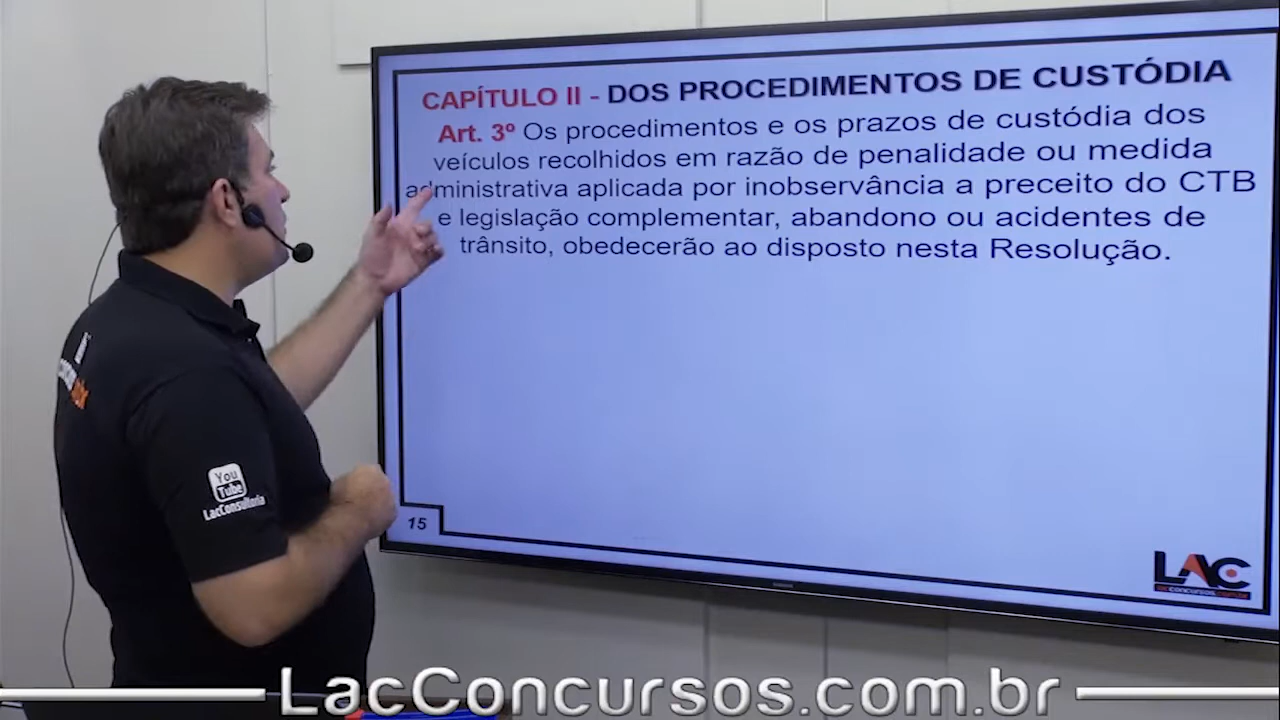 CAPÍTULO II - DOS PROCEDIMENTOS DE CUSTÓDIA
Art. 3º Os procedimentos e os prazos de custódia dos
veículos recolhidos em razão de penalidade ou medida
administrativa aplicada por inobservância a preceito do CTB
e legislação complementar, abandono ou acidentes de
trânsito, obedecerão ao disposto nesta Resolução.
15
LAC
You
Tube
LacConsultoria
LacConcursos.com.br